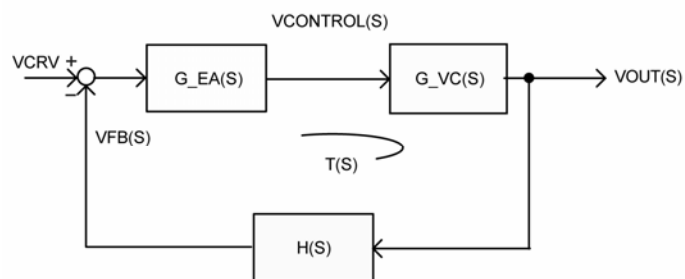 VCONTROL(S)
VCRV +
G_EA(S)
G_VC(S)
VOUT(S)
−
VFB(S)
T(S)
H(S)